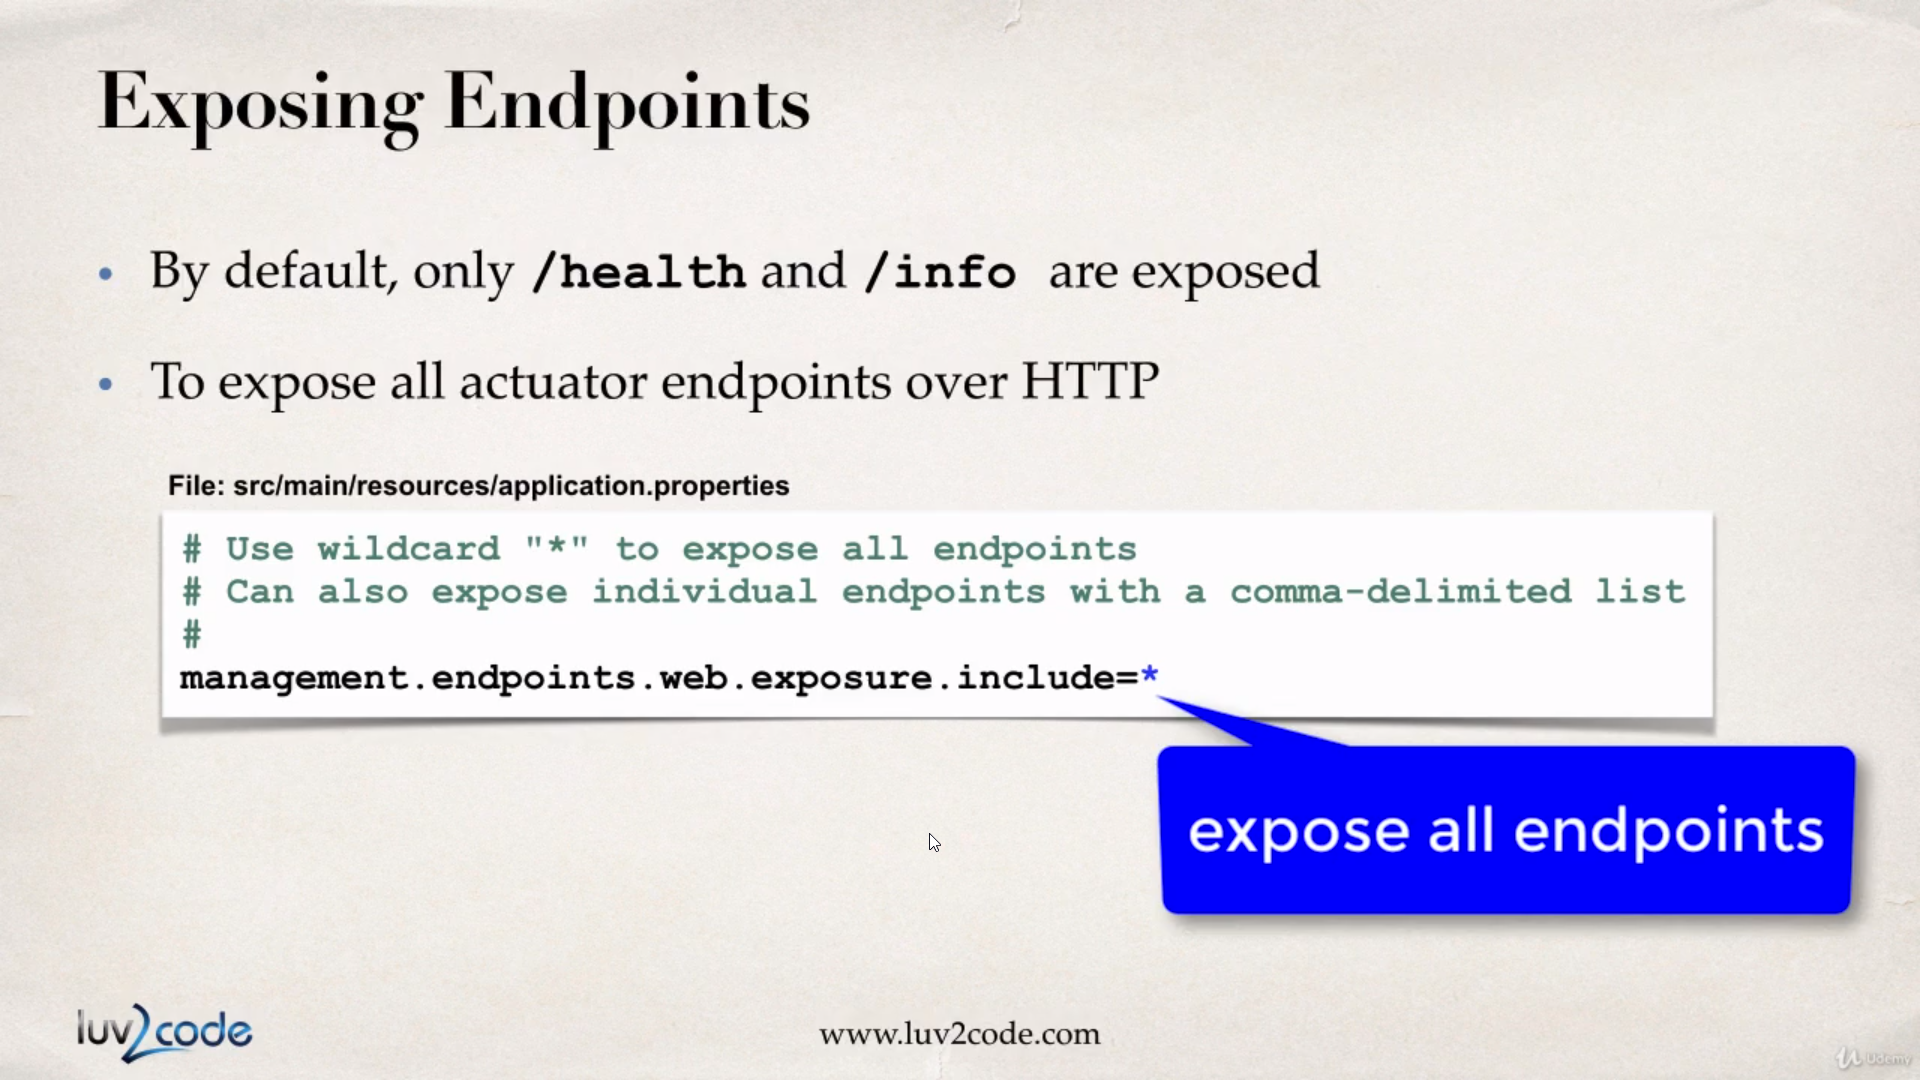 Exposing Endpoints
• By default, only /health and /info are exposed
• To expose all actuator endpoints over HTTP
File: src/main/resources/application.properties
# Use wildcard "*" to expose all endpoints
# Can also expose individual endpoints with a comma-delimited list
#
management.endpoints.web.exposure.include=*
expose all endpoints
luv2code
www.luv2code.com
Udemy